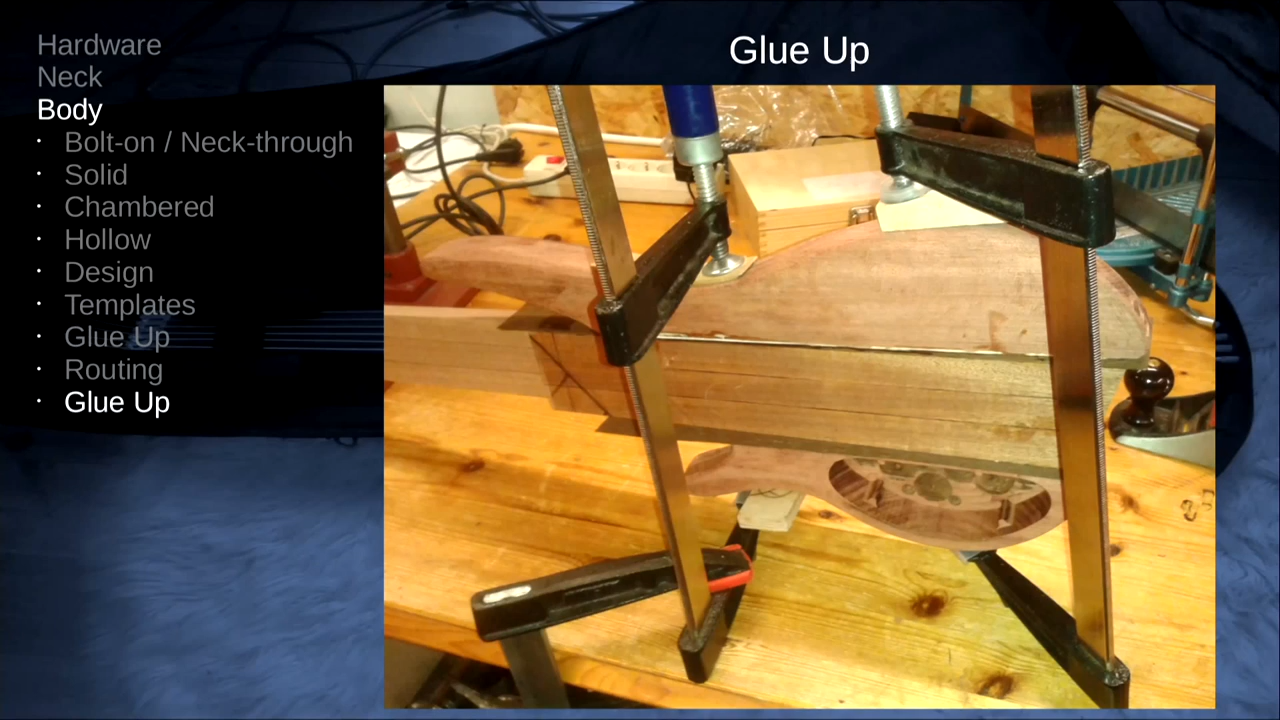 Hardware
Neck
Body
· Bolt-on / Neck-through
· Solid
· Chambered
· Hollow
· Design
· Templates
· Glue Up
· Routing
· Glue Up
Glue Up